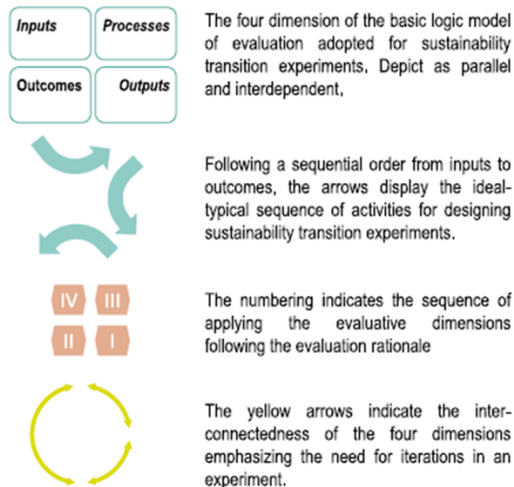 Inputs
Processes
Outcomes
Outputs
The four dimension of the basic logic model
of evaluation adopted for sustainability
transition experiments. Depict as parallel
and interdependent,
Following a sequential order from inputs to
outcomes, the arrows display the ideal-
typical sequence of activities for designing
sustainability transition experiments.
IV
III
II
I
The numbering indicates the sequence of
applying the evaluative dimensions
following the evaluation rationale
The yellow arrows indicate the inter-
connectedness of the four dimensions
emphasizing the need for iterations in an
experiment.